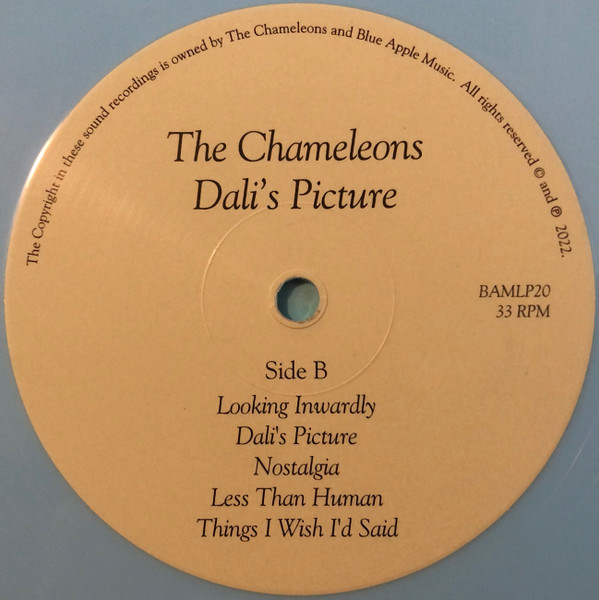 The Copyright in these sound recordings is owned by The Chameleons and Blue Apple Music. All rights reserved © and ℗ 2022.
The Chameleons
Dali's Picture
BAMLP20
33 RPM
Side B
Looking Inwardly
Dali's Picture
Nostalgia
Less Than Human
Things I Wish I'd Said